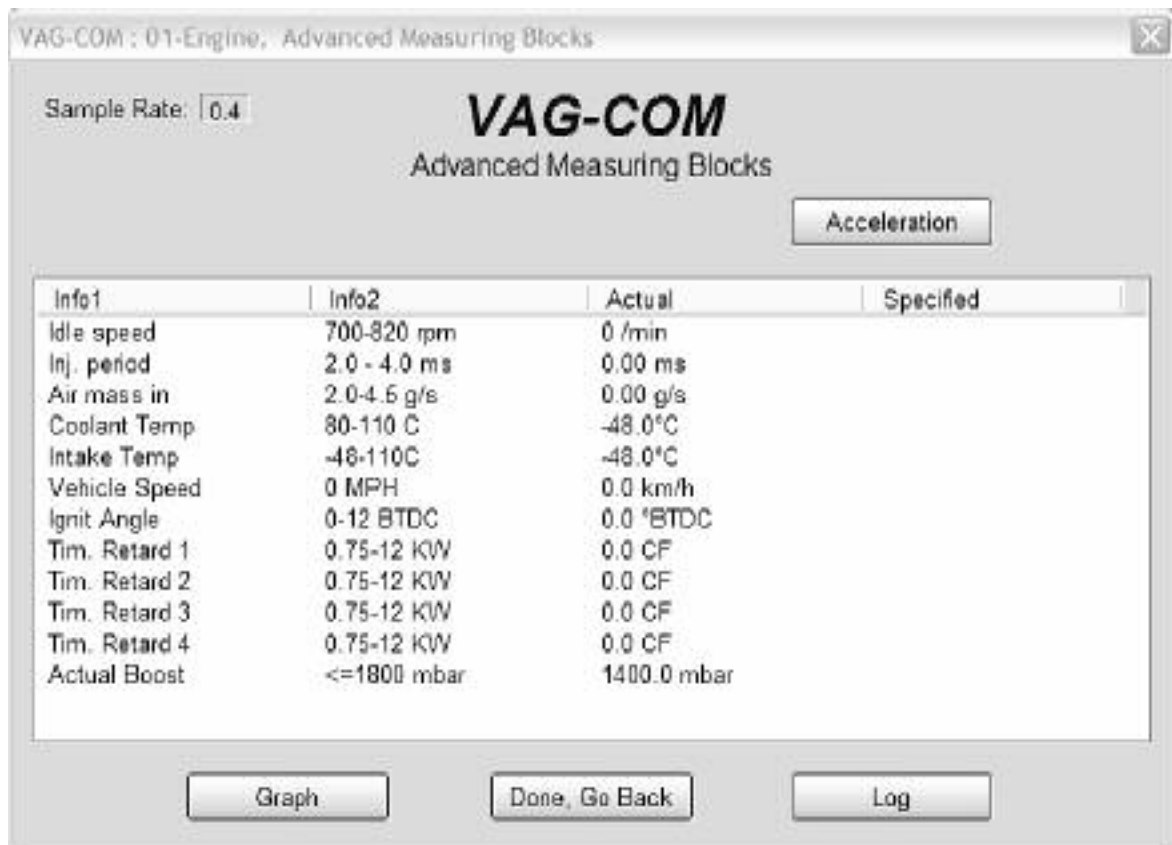 VAG-COM : 01-Engine, Advanced Measuring Blocks
Sample Rate: 0.4
VAG-COM
Advanced Measuring Blocks
Acceleration
Info1 Info2 Actual Specified
Idle speed 700-820 rpm 0 /min
Inj. period 2.0 - 4.0 ms 0.00 ms
Air mass in 2.0-4.5 g/s 0.00 g/s
Coolant Temp 80-110 C -48.0°C
Intake Temp -48-110C -48.0°C
Vehicle Speed 0 MPH 0.0 km/h
Ignit Angle 0-12 BTDC 0.0 °BTDC
Tim. Retard 1 0.75-12 KW 0.0 CF
Tim. Retard 2 0.75-12 KW 0.0 CF
Tim. Retard 3 0.75-12 KW 0.0 CF
Tim. Retard 4 0.75-12 KW 0.0 CF
Actual Boost <=1800 mbar 1400.0 mbar
Graph Done, Go Back Log